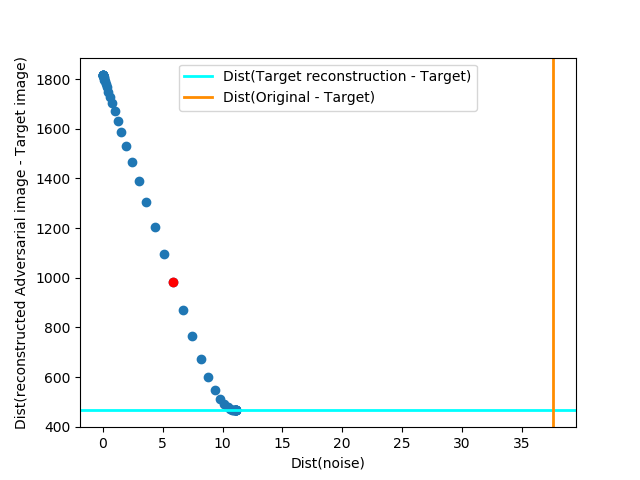 Dist(Target reconstruction - Target)
Dist(Original - Target)
Dist(reconstructed Adversarial image - Target image)
1800
1600
1400
1200
1000
800
600
400
0 5 10 15 20 25 30 35
Dist(noise)